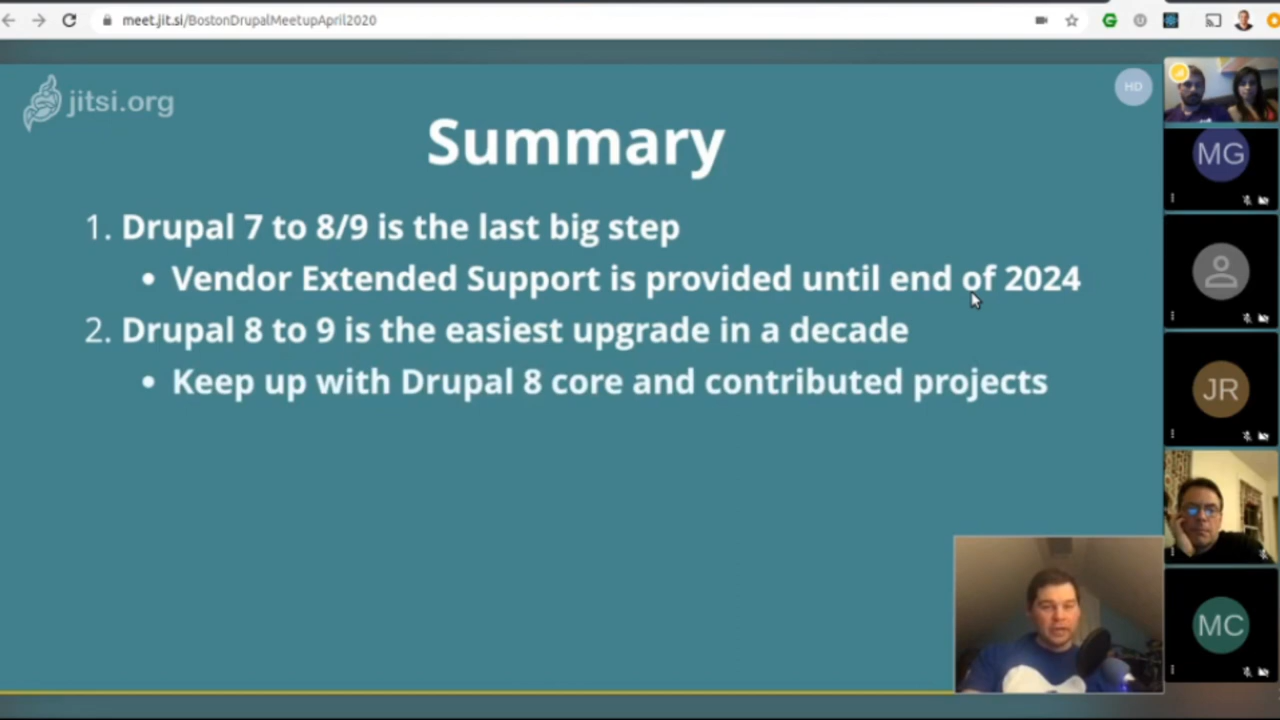 meet.jit.si/BostonDrupalMeetupApril2020
jitsi.org
HD
Summary
1. Drupal 7 to 8/9 is the last big step
• Vendor Extended Support is provided until end of 2024
2. Drupal 8 to 9 is the easiest upgrade in a decade
• Keep up with Drupal 8 core and contributed projects
MG
JR
MC